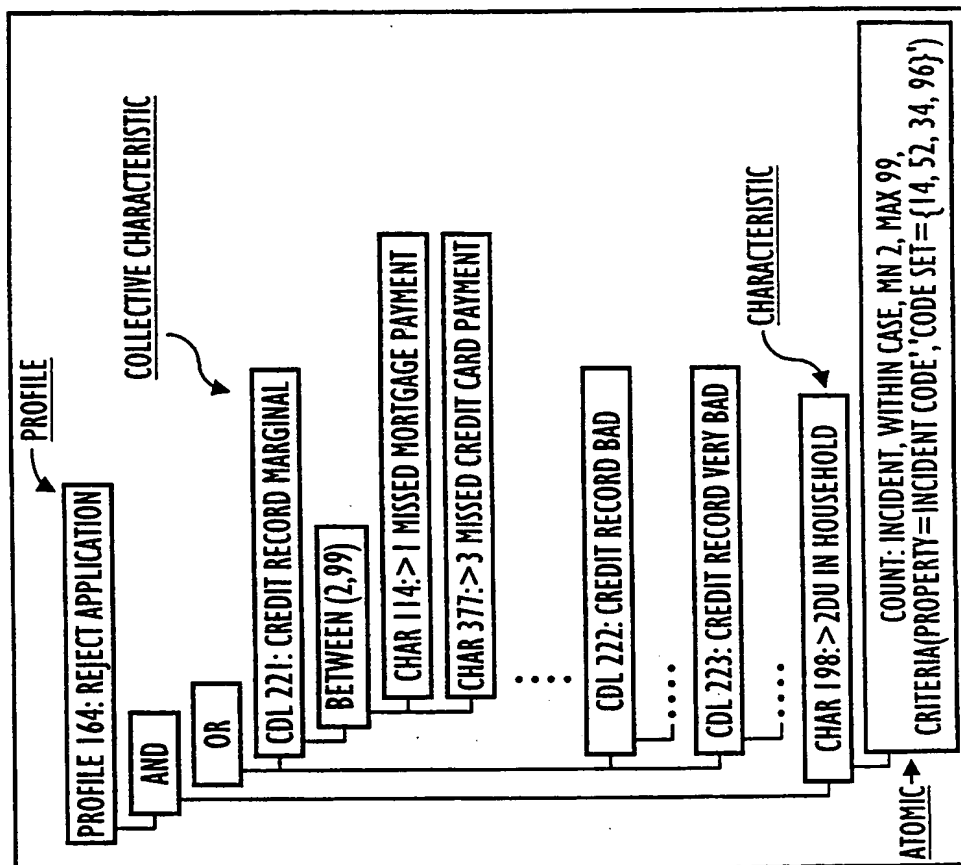 PROFILE
PROFILE 164: REJECT APPLICATION
AND
OR
COLLECTIVE CHARACTERISTIC
CDL 221: CREDIT RECORD MARGINAL
BETWEEN (2,99)
CHAR 114:>1 MISSED MORTGAGE PAYMENT
CHAR 377:>3 MISSED CREDIT CARD PAYMENT
....
CDL 222: CREDIT RECORD BAD
.....
CDL 223: CREDIT RECORD VERY BAD
....
CHARACTERISTIC
CHAR 198:>2DU IN HOUSEHOLD
COUNT: INCIDENT, WITHIN CASE, MN 2, MAX 99,
CRITERIA(PROPERTY=INCIDENT CODE','CODE SET={14, 52, 34, 96}')
ATOMIC